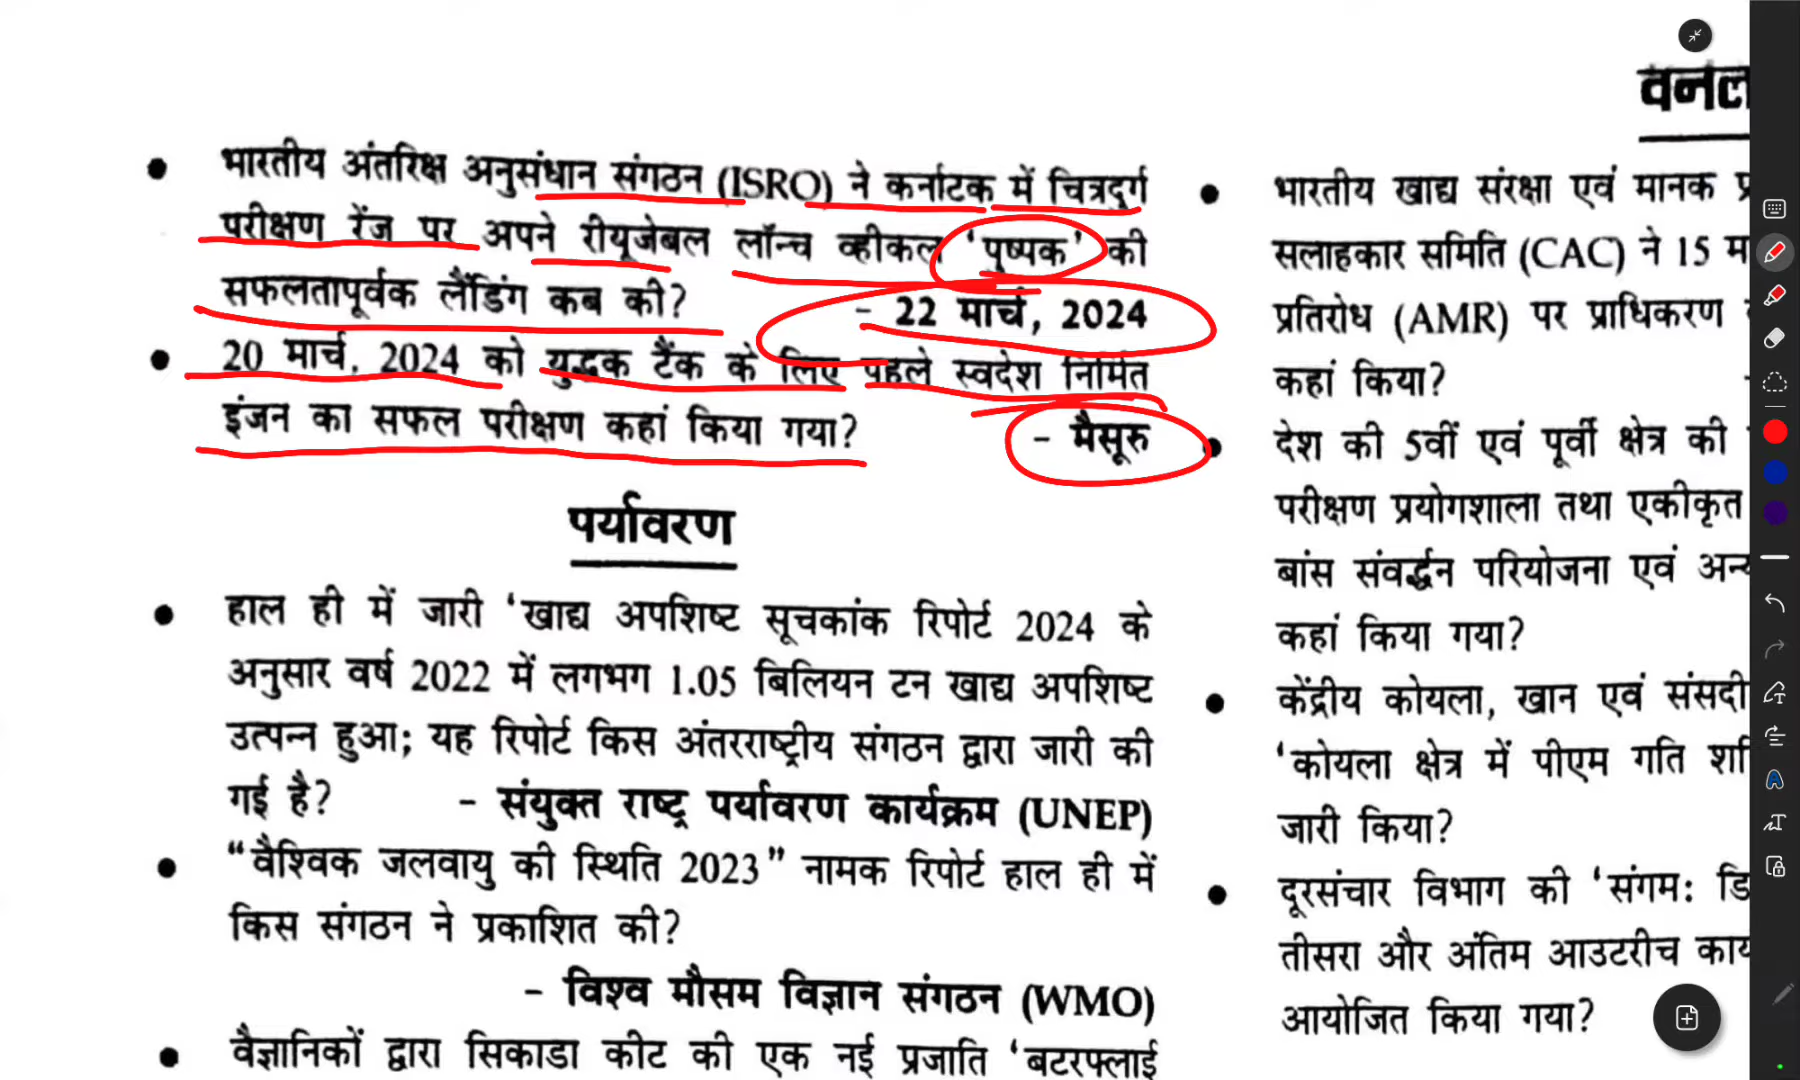 वनल
भारतीय अंतरिक्ष अनुसंधान संगठन (ISRO) ने कर्नाटक में चित्रदुर्ग
परीक्षण रेंज पर अपने रीयूजेबल लॉन्च व्हीकल ‘पुष्पक’ की
सफलतापूर्वक लैंडिंग कब की? - 22 मार्च, 2024
20 मार्च, 2024 को युद्धक टैंक के लिए पहले स्वदेश निर्मित
इंजन का सफल परीक्षण कहां किया गया? - मैसूरु
पर्यावरण
हाल ही में जारी ‘खाद्य अपशिष्ट सूचकांक रिपोर्ट 2024 के
अनुसार वर्ष 2022 में लगभग 1.05 बिलियन टन खाद्य अपशिष्ट
उत्पन्न हुआ; यह रिपोर्ट किस अंतरराष्ट्रीय संगठन द्वारा जारी की
गई है? - संयुक्त राष्ट्र पर्यावरण कार्यक्रम (UNEP)
“वैश्विक जलवायु की स्थिति 2023” नामक रिपोर्ट हाल ही में
किस संगठन ने प्रकाशित की?
- विश्व मौसम विज्ञान संगठन (WMO)
वैज्ञानिकों द्वारा सिकाडा कीट की एक नई प्रजाति ‘बटरफ्लाई
भारतीय खाद्य संरक्षा एवं मानक प्र
सलाहकार समिति (CAC) ने 15 म
प्रतिरोध (AMR) पर प्राधिकरण
कहां किया?
देश की 5वीं एवं पूर्वी क्षेत्र की
परीक्षण प्रयोगशाला तथा एकीकृत
बांस संवर्द्धन परियोजना एवं अन्य
कहां किया गया?
केंद्रीय कोयला, खान एवं संसदी
‘कोयला क्षेत्र में पीएम गति शक्ति
जारी किया?
दूरसंचार विभाग की ‘संगम: डि
तीसरा और अंतिम आउटरीच कार्य
आयोजित किया गया?